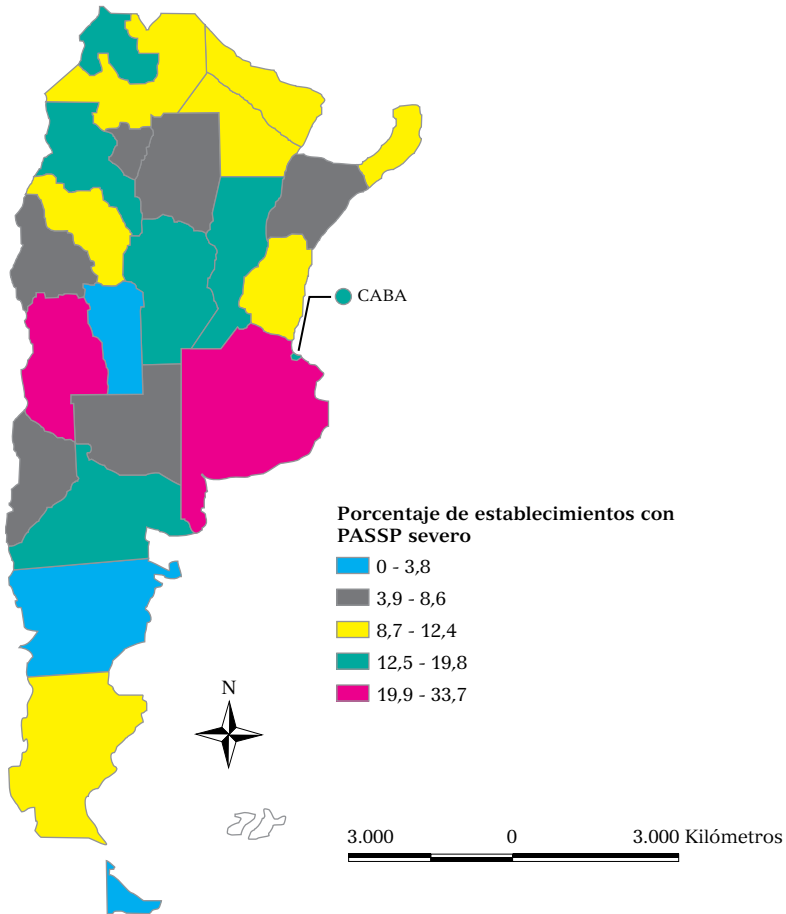 CABA
Porcentaje de establecimientos con
PASSP severo
0 - 3,8
3,9 - 8,6
8,7 - 12,4
12,5 - 19,8
19,9 - 33,7
N
3.000 0 3.000 Kilómetros